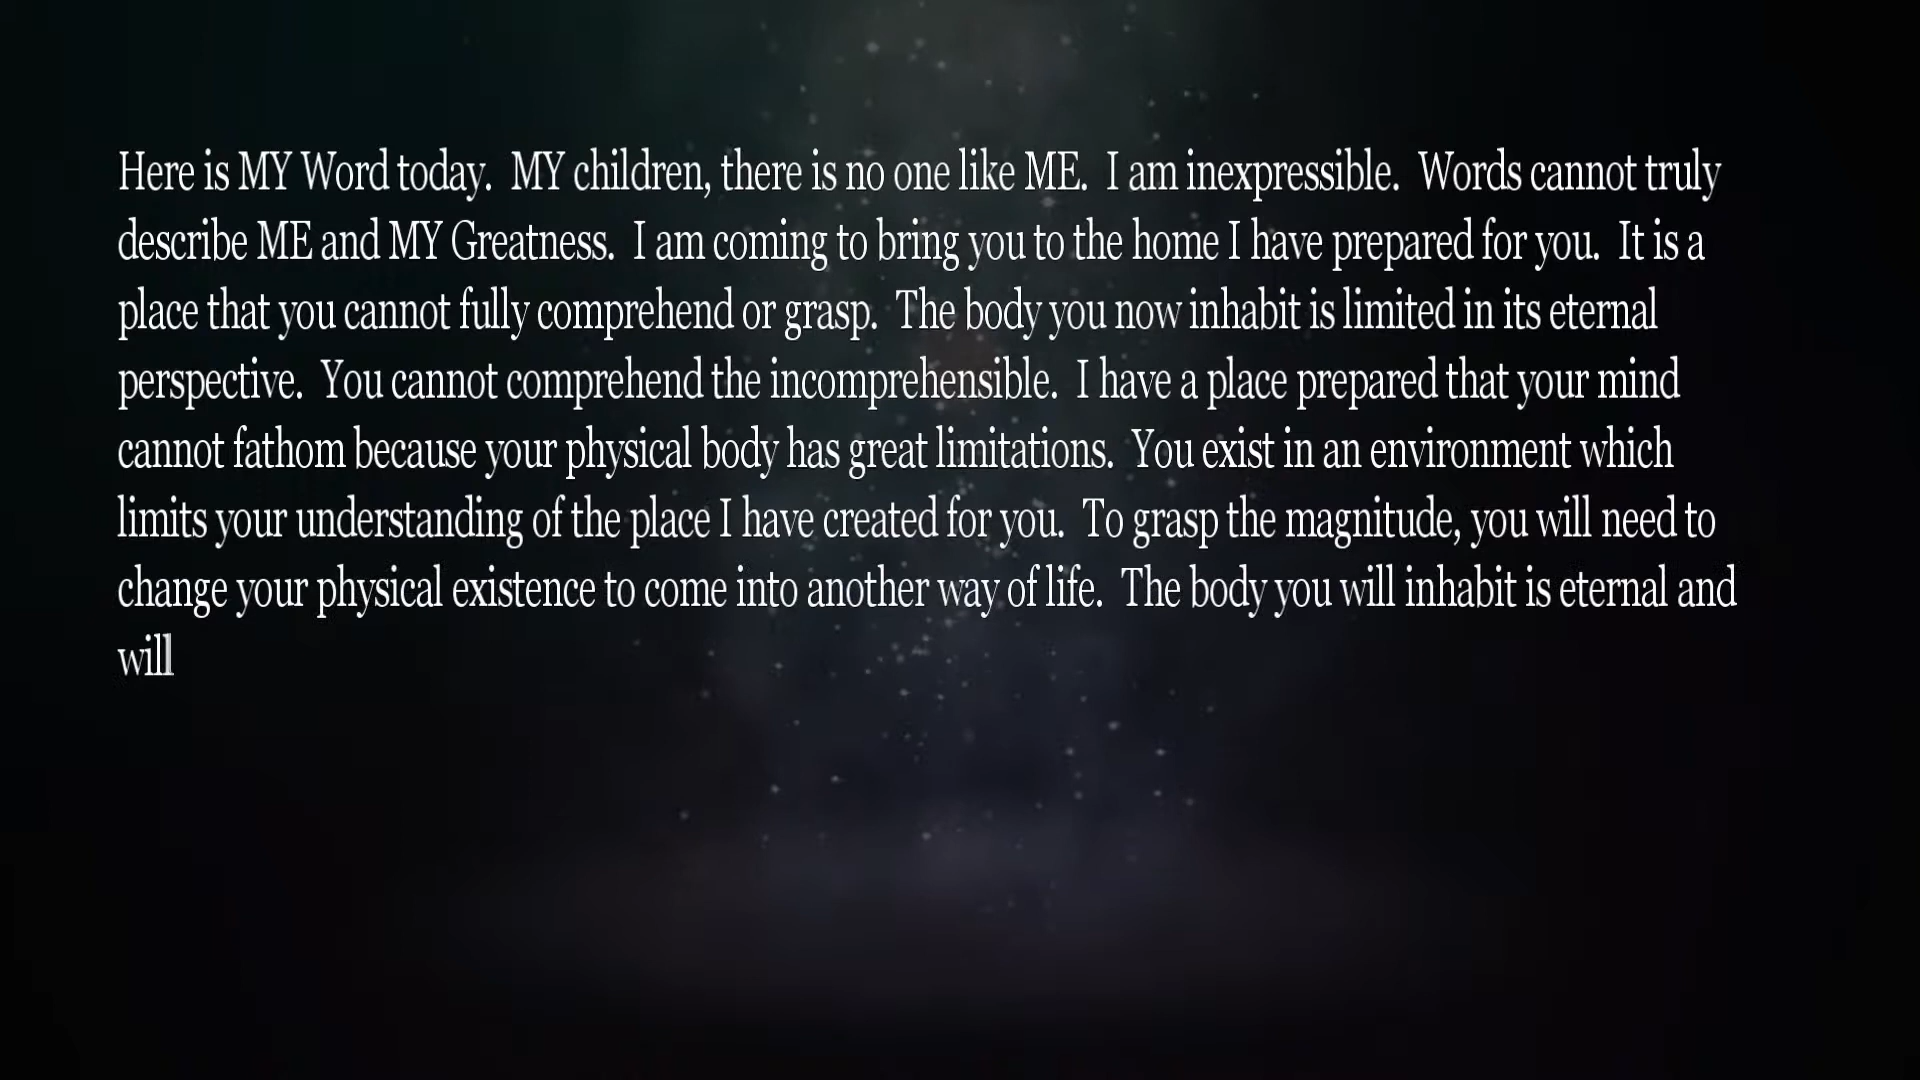 Here is MY Word today.  MY children, there is no one like ME.  I am inexpressible.  Words cannot truly
describe ME and MY Greatness.  I am coming to bring you to the home I have prepared for you.  It is a
place that you cannot fully comprehend or grasp.  The body you now inhabit is limited in its eternal
perspective.  You cannot comprehend the incomprehensible.  I have a place prepared that your mind
cannot fathom because your physical body has great limitations.  You exist in an environment which
limits your understanding of the place I have created for you.  To grasp the magnitude, you will need to
change your physical existence to come into another way of life.  The body you will inhabit is eternal and
will